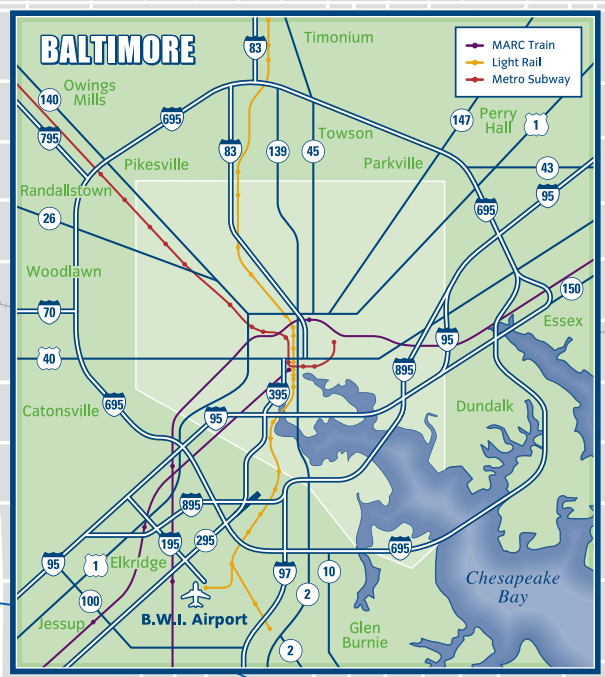 BALTIMORE
Timonium
MARC Train
Light Rail
Metro Subway
83
Owings
Mills
140
695
795
147
Perry
Hall
1
Towson
83
139
45
Pikesville
Parkville
43
Randallstown
695
95
26
Woodlawn
150
70
Essex
95
40
895
395
Catonsville
695
95
Dundalk
895
195
295
695
95
1
Elkridge
97
10
Chesapeake
Bay
100
2
B.W.I. Airport
Jessup
Glen
Burnie
2